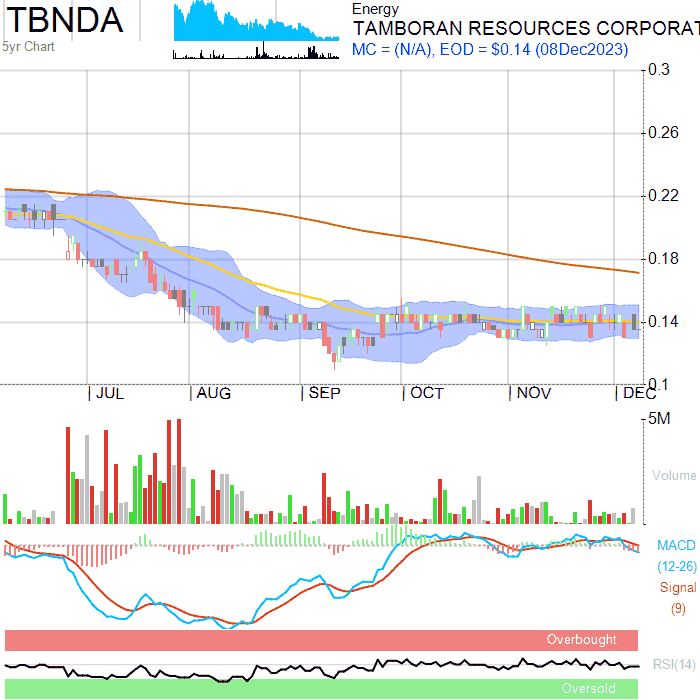 TBNDA
5yr Chart
Energy
TAMBORAN RESOURCES CORPORAT
MC = (N/A), EOD = $0.14 (08Dec2023)
0.3
0.26
0.22
0.18
0.14
0.1
JUL AUG SEP OCT NOV DEC
5M
Volume
MACD
(12-26)
Signal
(9)
Overbought
RSI(14)
Oversold